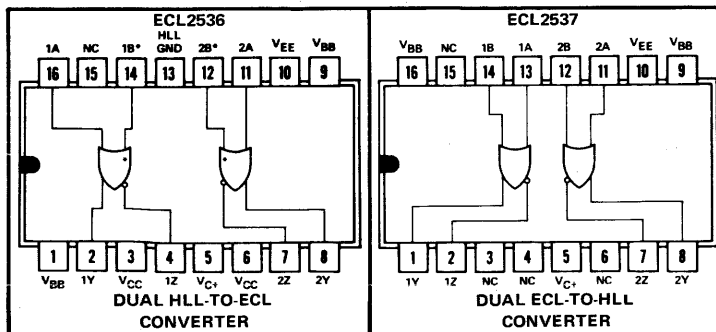 ECL2536
1A NC 1B* HLL GND 2B* 2A VEE VBB
16 15 14 13 12 11 10 9
1 2 3 4 5 6 7 8
VBB 1Y VCC 1Z VC+ VCC 2Z 2Y
DUAL HLL-TO-ECL
CONVERTER
ECL2537
VBB NC 1B 1A 2B 2A VEE VBB
16 15 14 13 12 11 10 9
1 2 3 4 5 6 7 8
1Y 1Z NC NC VC+ NC 2Z 2Y
DUAL ECL-TO-HLL
CONVERTER